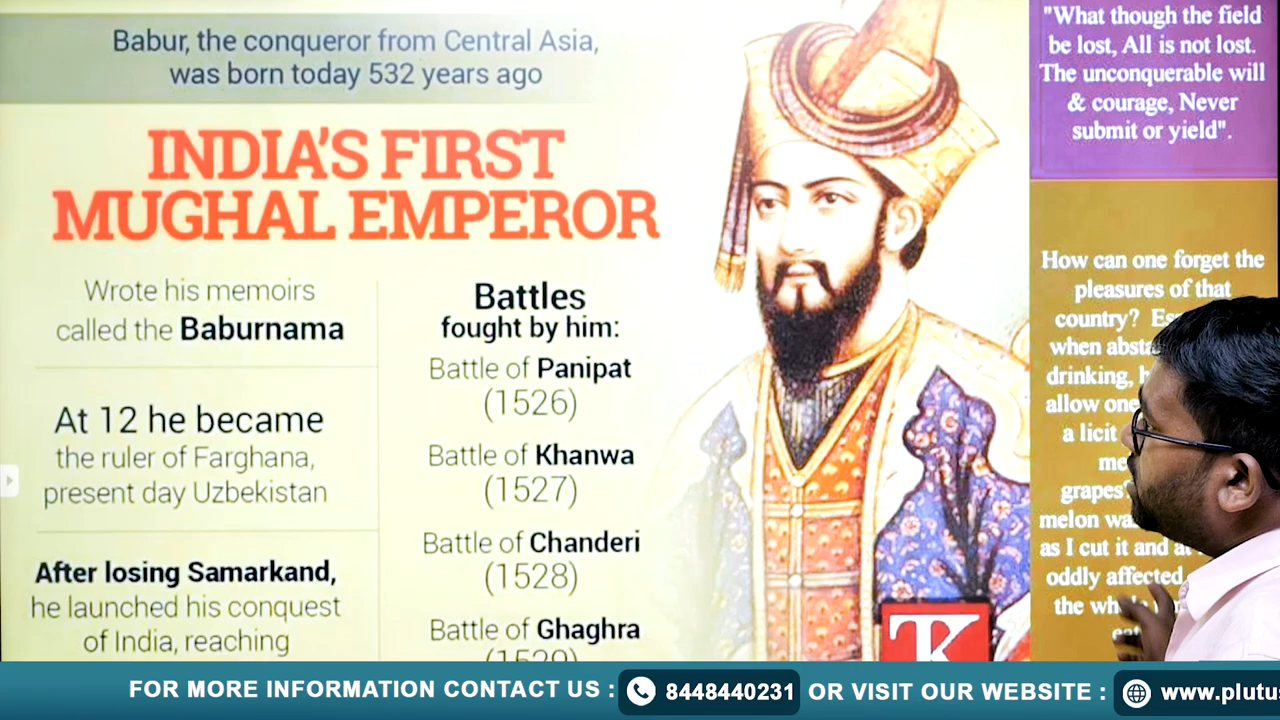 Babur, the conqueror from Central Asia,
was born today 532 years ago
INDIA'S FIRST
MUGHAL EMPEROR
Wrote his memoirs
called the Baburnama
At 12 he became
the ruler of Farghana,
present day Uzbekistan
After losing Samarkand,
he launched his conquest
of India, reaching
Battles
fought by him:
Battle of Panipat
(1526)
Battle of Khanwa
(1527)
Battle of Chanderi
(1528)
Battle of Ghaghra
(1529)
TK
"What though the field
be lost, All is not lost.
The unconquerable will
& courage, Never
submit or yield".
How can one forget the
pleasures of that
country?
when
drinking,
allow one
a licit
grapes?
melon
as I cut it and
oddly affected
the
FOR MORE INFORMATION CONTACT US : 8448440231 OR VISIT OUR WEBSITE : www.plutus